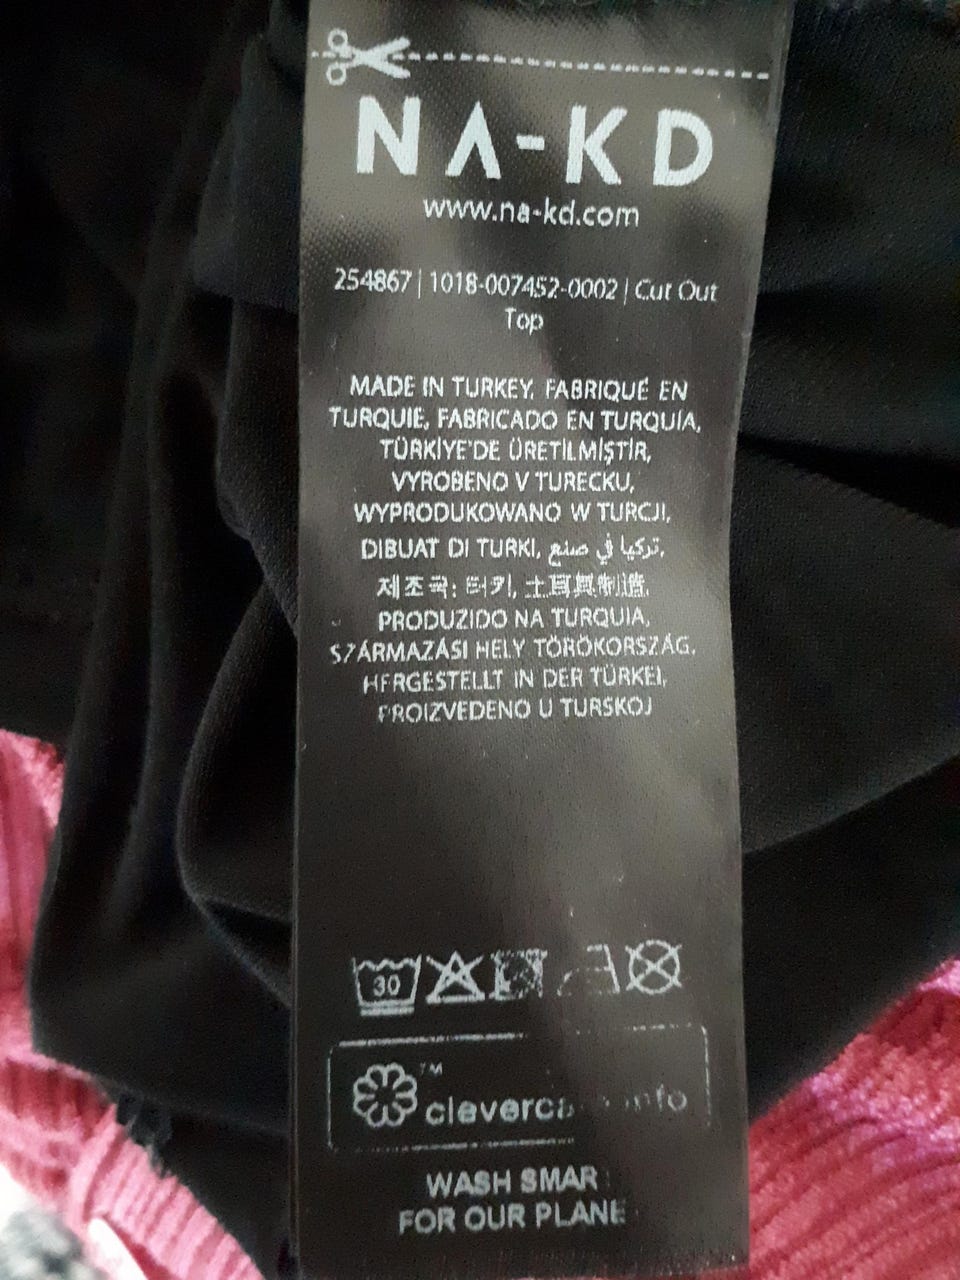 NA-KD
www.na-kd.com
254867 | 1018-007452-0002 | Cut Out
Top
MADE IN TURKEY, FABRIQUÉ EN
TURQUIE, FABRICADO EN TURQUÍA,
TÜRKİYE'DE ÜRETİLMİŞTİR,
VYROBENO V TURECKU,
WYPRODUKOWANO W TURCJI,
DIBUAT DI TURKI, تركيا في صنع,
제조국: 터키, 土耳其制造,
PRODUZIDO NA TURQUIA,
SZÁRMAZÁSI HELY TÖRÖKORSZÁG,
HERGESTELLT IN DER TÜRKEI,
PROIZVEDENO U TURSKOJ
30
™
WASH SMAR
FOR OUR PLANE